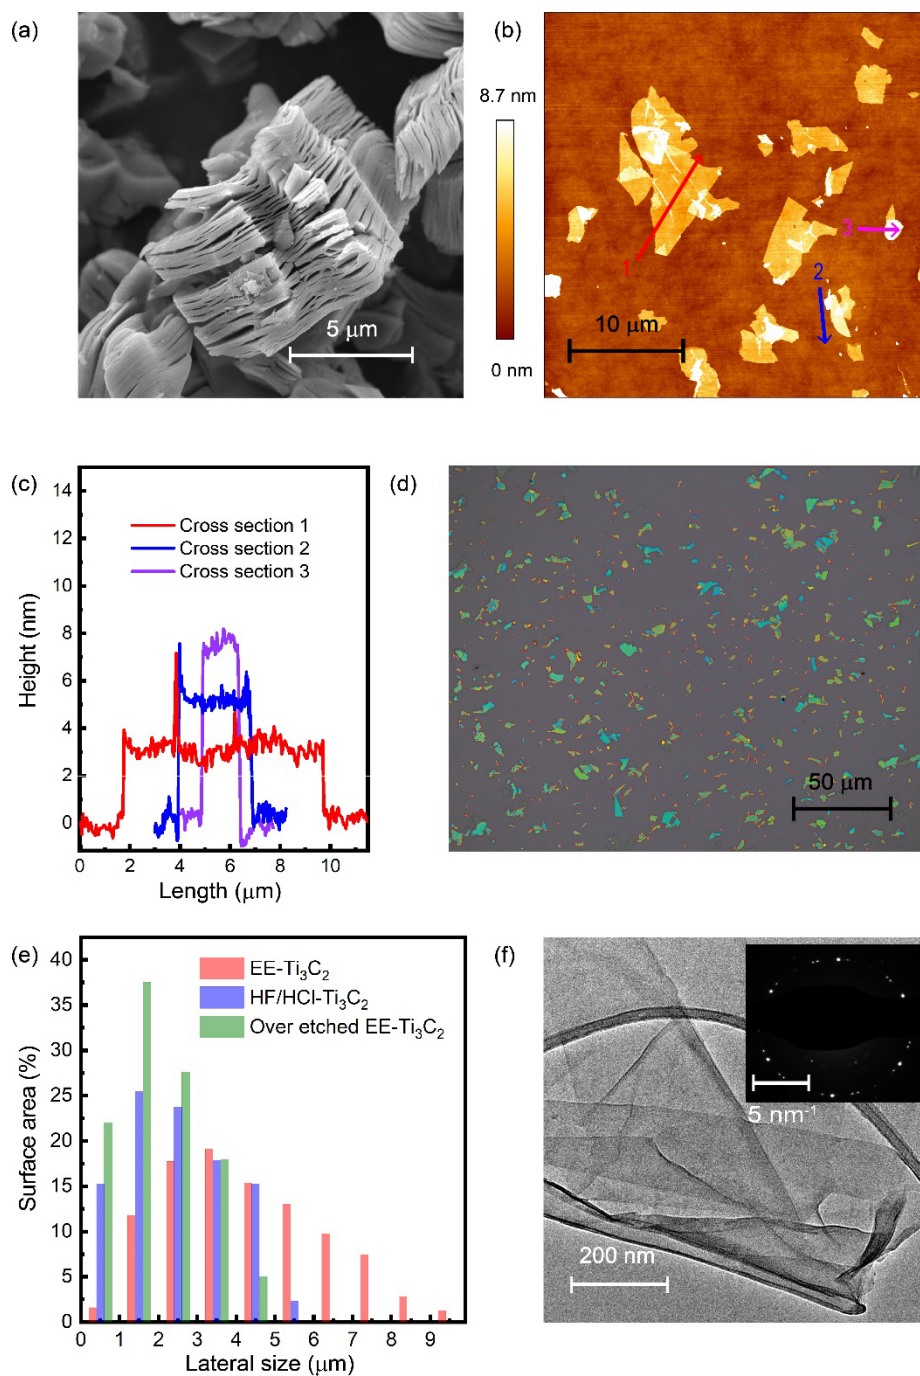 (a)
5 μm
(b)
8.7 nm
0 nm
1
2
3
10 μm
(c)
Height (nm)
14
12
10
8
6
4
2
0
Cross section 1
Cross section 2
Cross section 3
0 2 4 6 8 10
Length (μm)
(d)
50 μm
(e)
Surface area (%)
40
35
30
25
20
15
10
5
0
EE-Ti₃C₂
HF/HCl-Ti₃C₂
Over etched EE-Ti₃C₂
0 1 2 3 4 5 6 7 8 9
Lateral size (μm)
(f)
5 nm⁻¹
200 nm